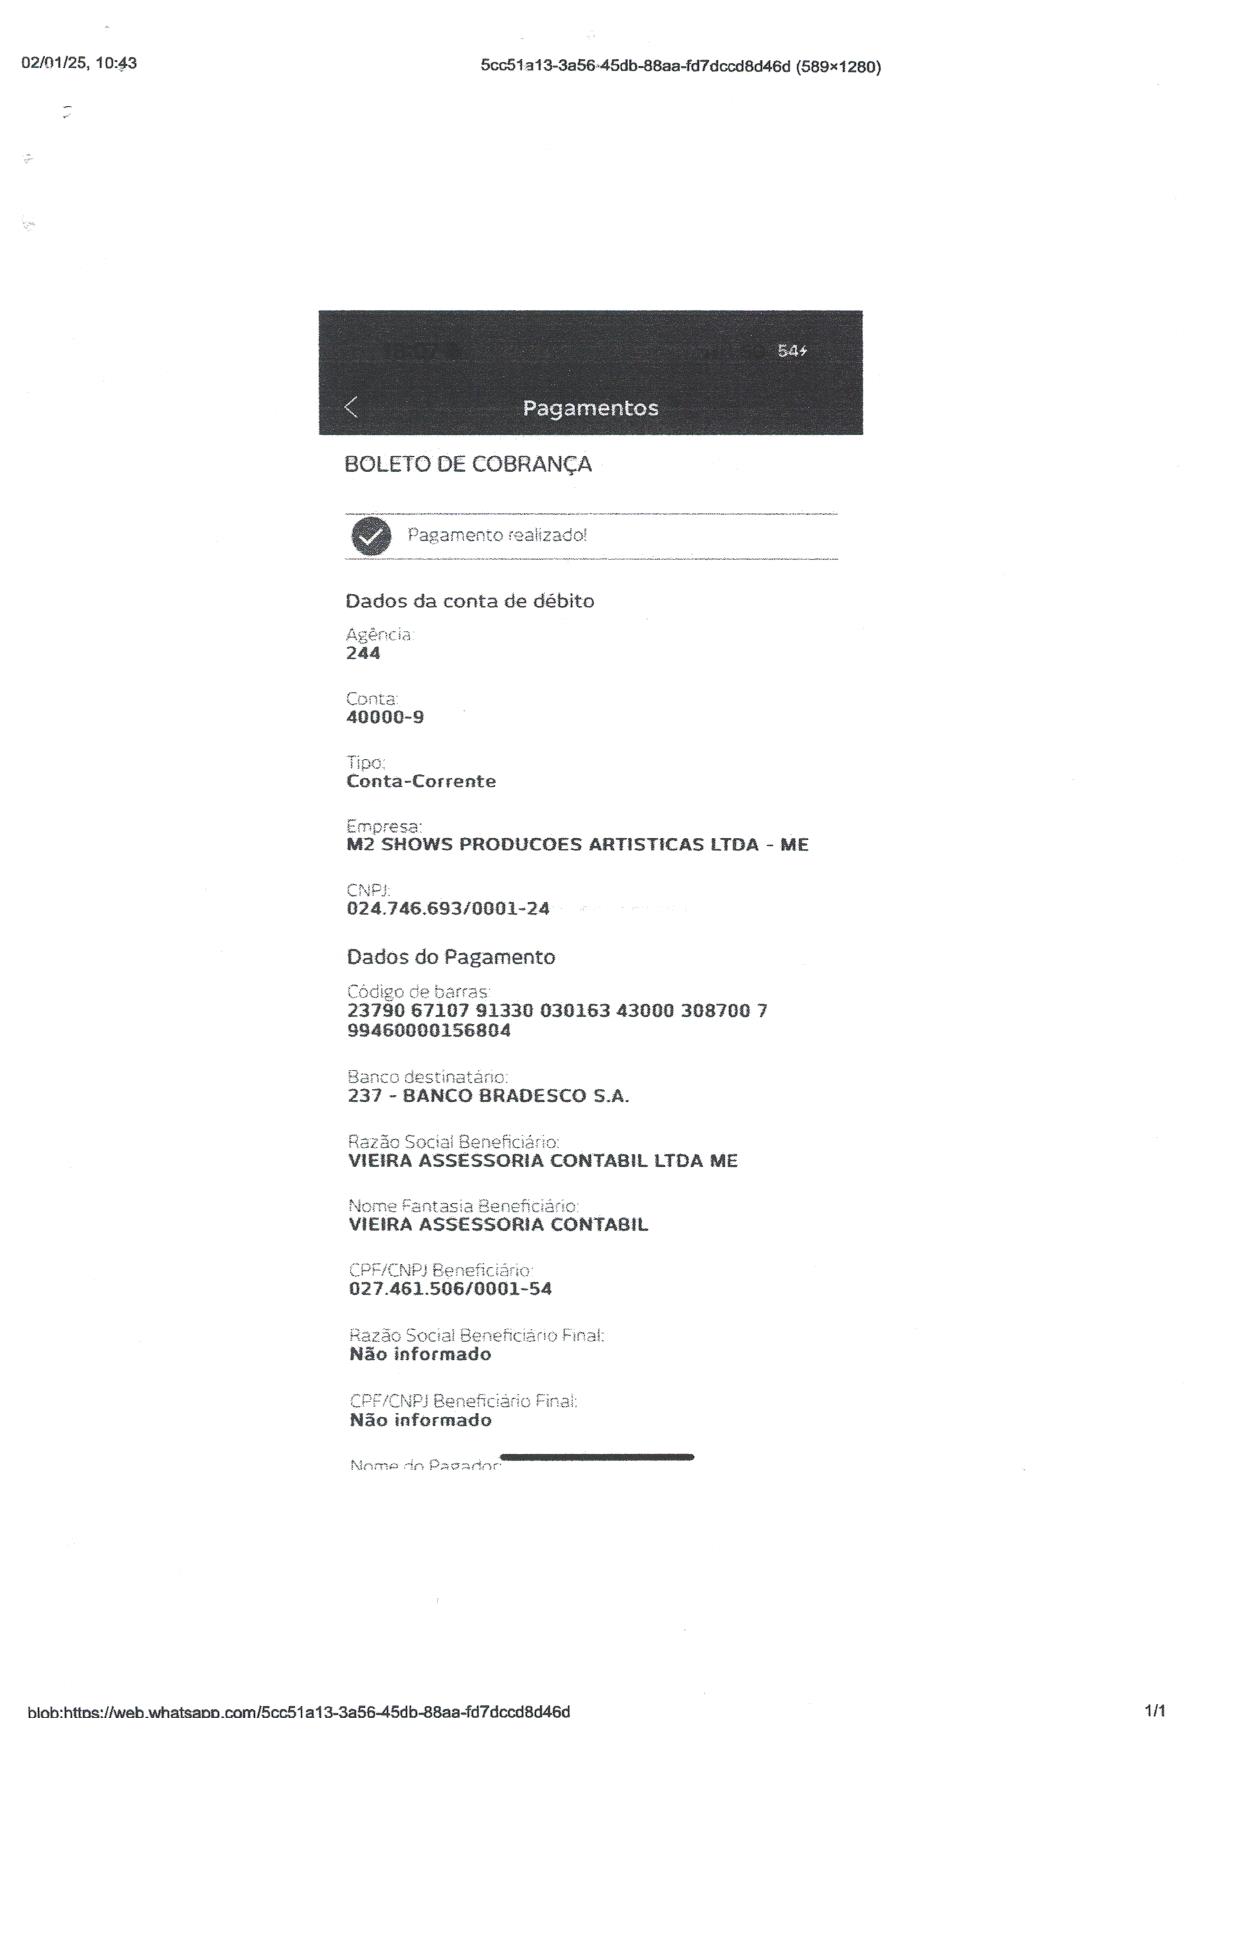 02/01/25, 10:43
5cc51a13-3a56-45db-88aa-fd7dccd8d46d (589×1280)
54
Pagamentos
BOLETO DE COBRANÇA
Pagamento realizado!
Dados da conta de débito
Agência:
244
Conta:
40000-9
Tipo:
Conta-Corrente
Empresa:
M2 SHOWS PRODUCOES ARTISTICAS LTDA - ME
CNPJ:
024.746.693/0001-24
Dados do Pagamento
Código de barras:
23790 67107 91330 030163 43000 308700 7
99460000156804
Banco destinatário:
237 - BANCO BRADESCO S.A.
Razão Social Beneficiário:
VIEIRA ASSESSORIA CONTABIL LTDA ME
Nome Fantasia Beneficiário:
VIEIRA ASSESSORIA CONTABIL
CPF/CNPJ Beneficiário:
027.461.506/0001-54
Razão Social Beneficiário Final:
Não informado
CPF/CNPJ Beneficiário Final:
Não informado
Nome do Pagador:
blob:https://web.whatsapp.com/5cc51a13-3a56-45db-88aa-fd7dccd8d46d
1/1